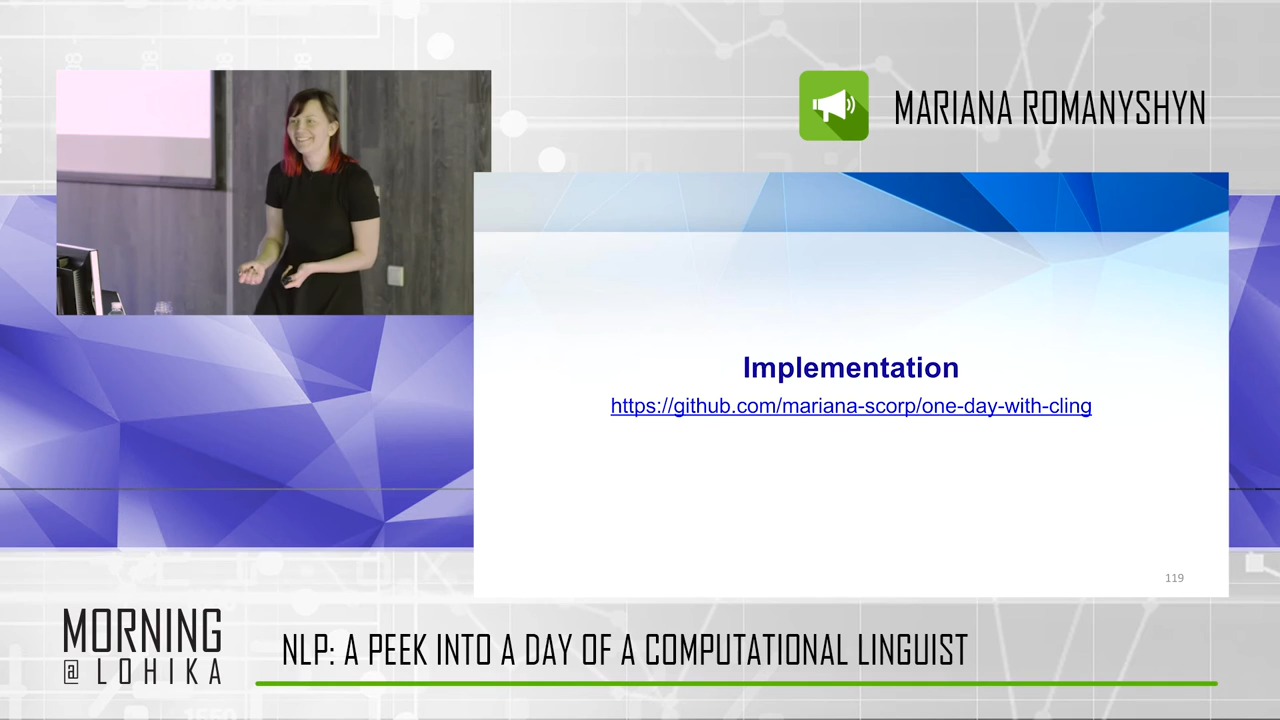 MARIANA ROMANYSHYN
Implementation
https://github.com/mariana-scorp/one-day-with-cling
119
MORNING
@ LOHIKA
NLP: A PEEK INTO A DAY OF A COMPUTATIONAL LINGUIST